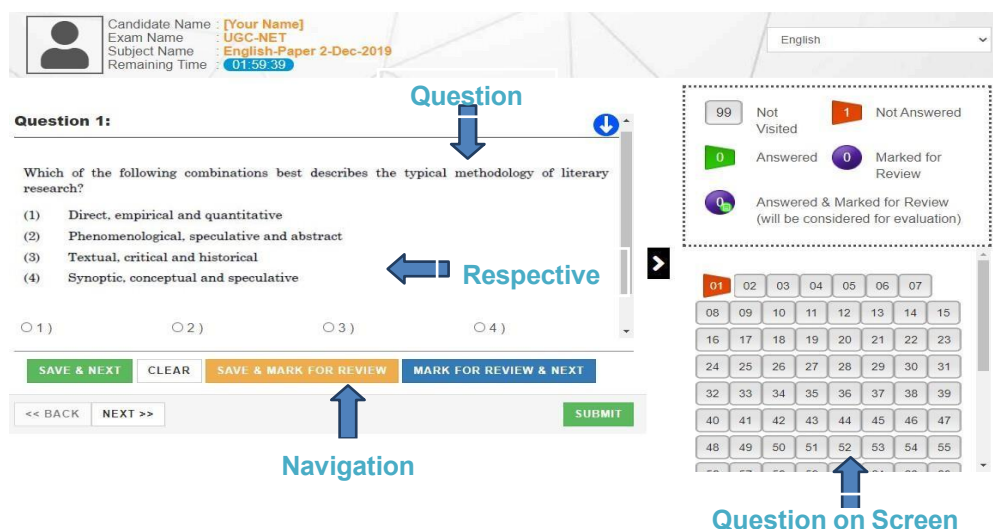 Candidate Name : [Your Name]
Exam Name : UGC-NET
Subject Name : English-Paper 2-Dec-2019
Remaining Time : 01:59:39
English
Question
Question 1:
Which of the following combinations best describes the typical methodology of literary
research?
(1) Direct, empirical and quantitative
(2) Phenomenological, speculative and abstract
(3) Textual, critical and historical
(4) Synoptic, conceptual and speculative
Respective
1 ) 2 ) 3 ) 4 )
SAVE & NEXT CLEAR SAVE & MARK FOR REVIEW MARK FOR REVIEW & NEXT
<< BACK NEXT >> SUBMIT
Navigation
99 Not Visited
1 Not Answered
0 Answered
0 Marked for Review
0 Answered & Marked for Review
(will be considered for evaluation)
>
01 02 03 04 05 06 07
08 09 10 11 12 13 14 15
16 17 18 19 20 21 22 23
24 25 26 27 28 29 30 31
32 33 34 35 36 37 38 39
40 41 42 43 44 45 46 47
48 49 50 51 52 53 54 55
Question on Screen